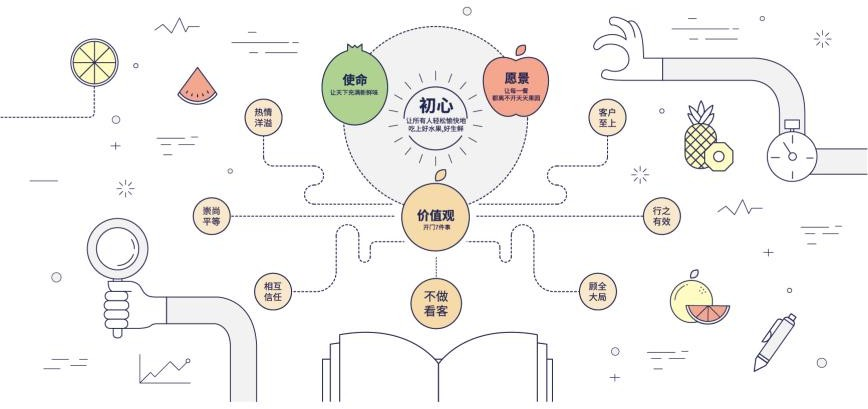 使命
让天下充满新鲜味
愿景
让每一餐
都离不开天天果园
初心
让所有人轻松愉快地
吃上好水果,好生鲜
热情
洋溢
客户
至上
价值观
开门7件事
崇尚
平等
行之
有效
相互
信任
不做
看客
顾全
大局